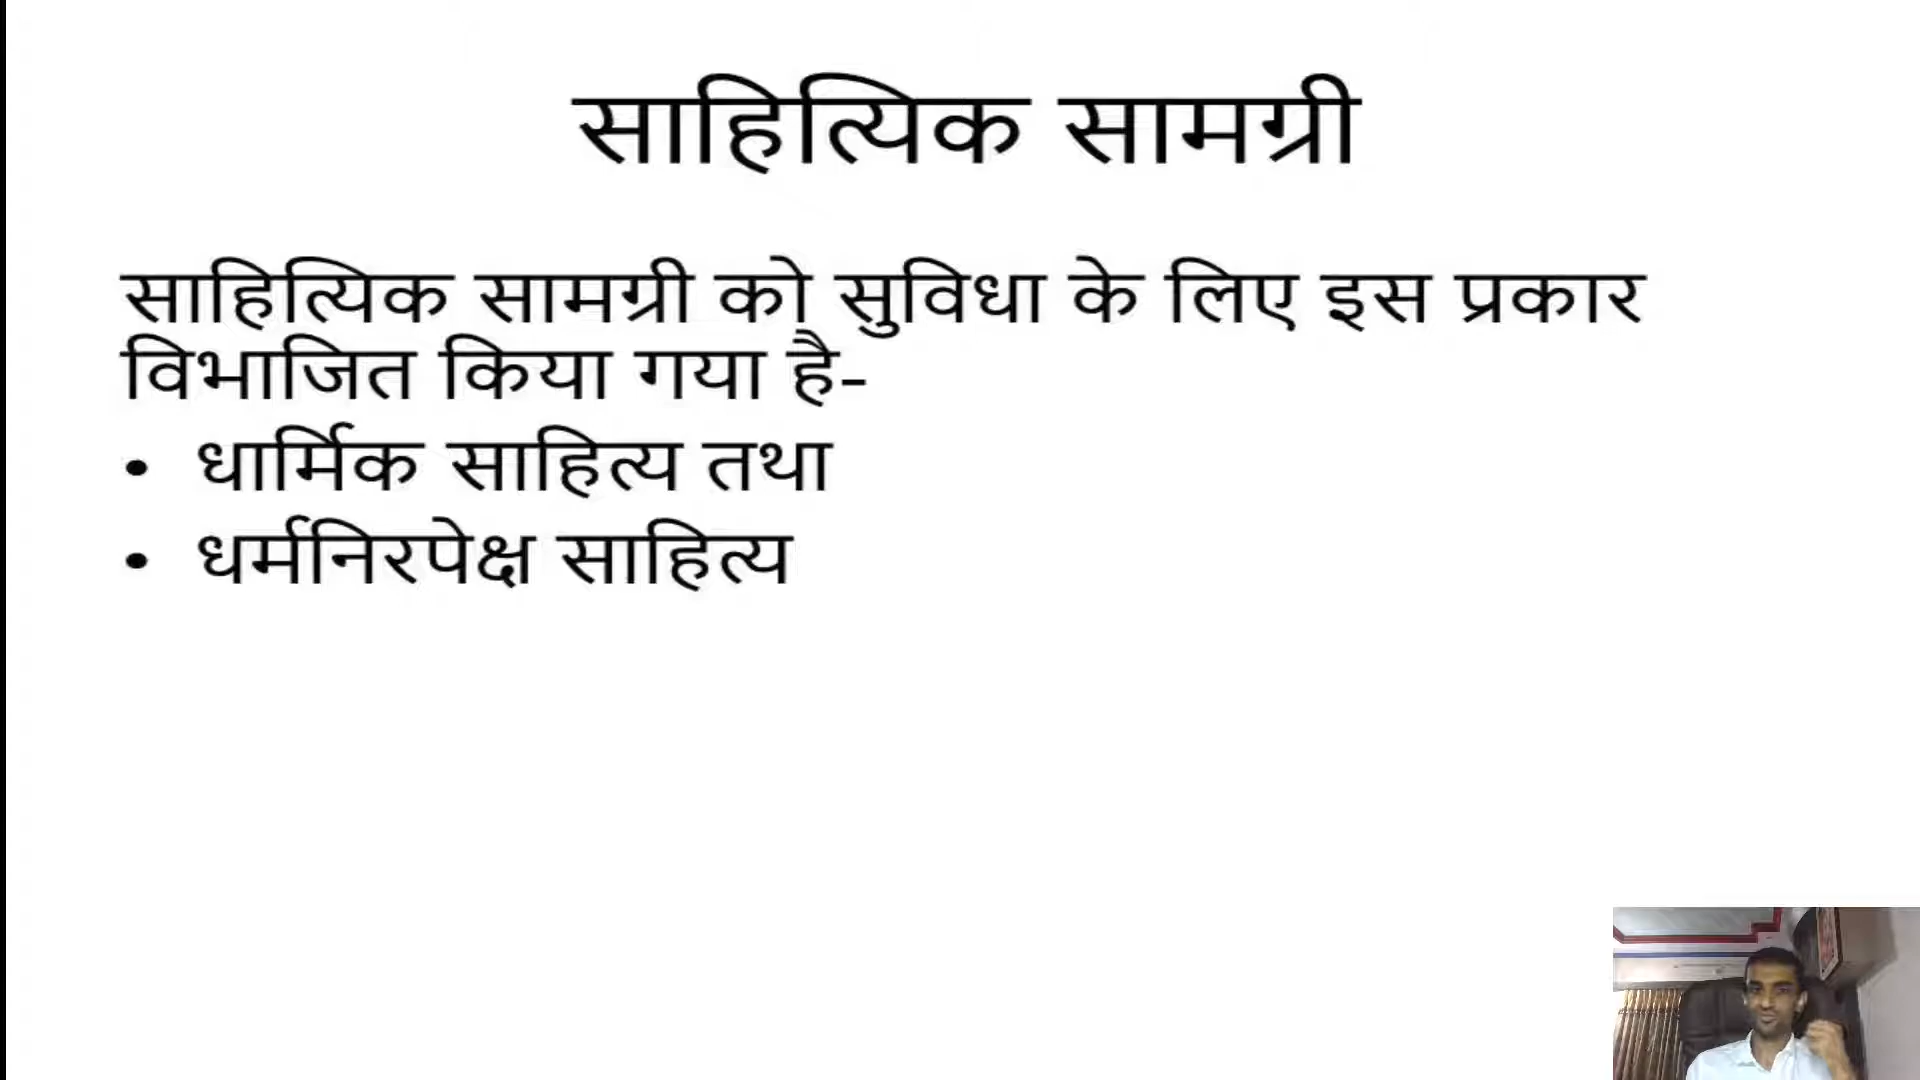 साहित्यिक सामग्री
साहित्यिक सामग्री को सुविधा के लिए इस प्रकार
विभाजित किया गया है-
• धार्मिक साहित्य तथा
• धर्मनिरपेक्ष साहित्य